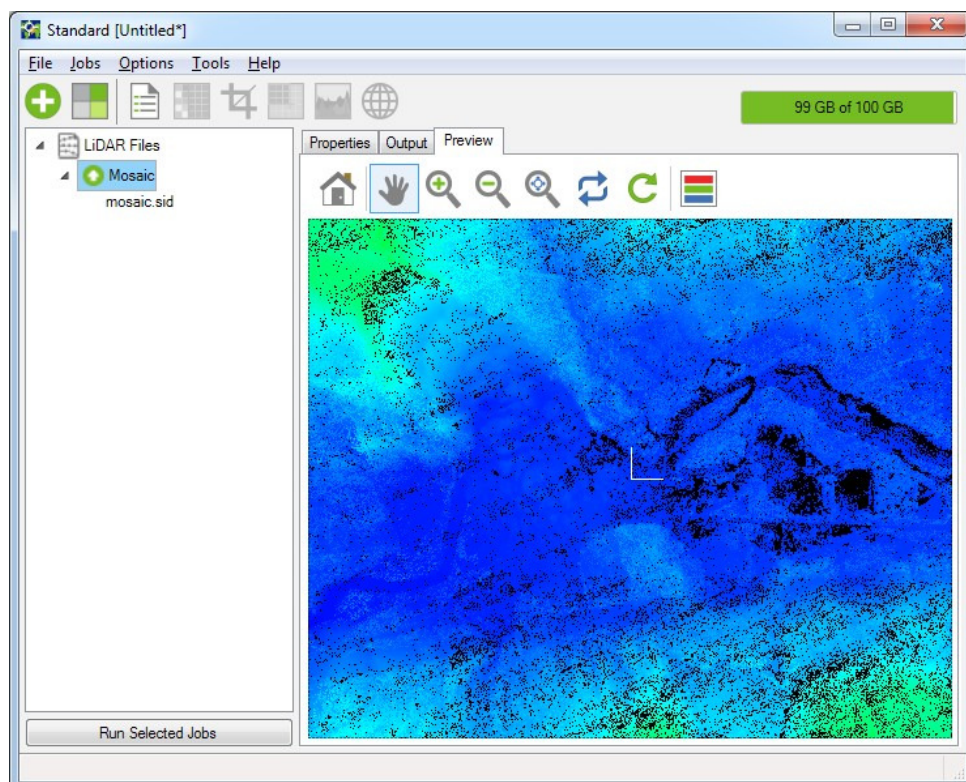 Standard [Untitled*]
File Jobs Options Tools Help
99 GB of 100 GB
LiDAR Files
Mosaic
mosaic.sid
Properties Output Preview
Run Selected Jobs